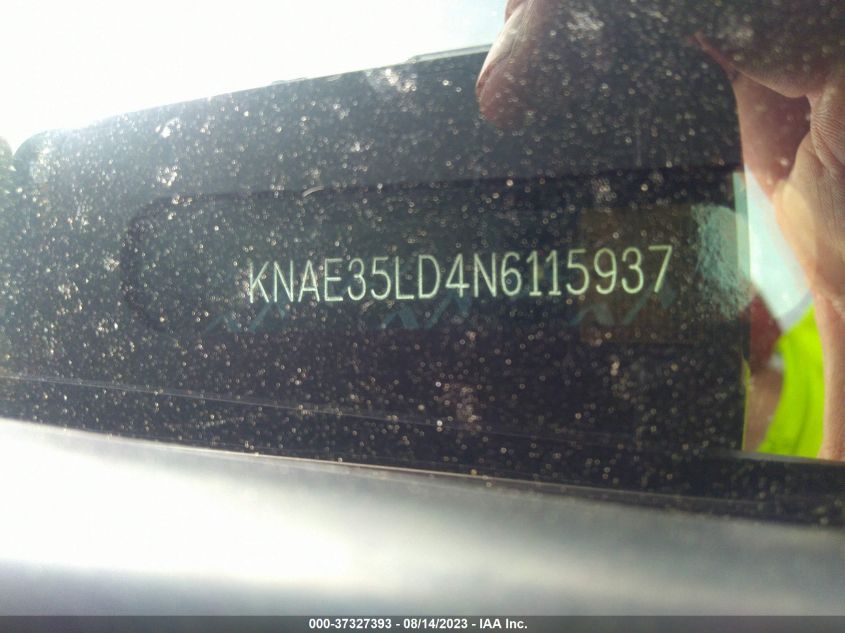 KNAE35LD4N6115937
000-37327393 - 08/14/2023 - IAA Inc.